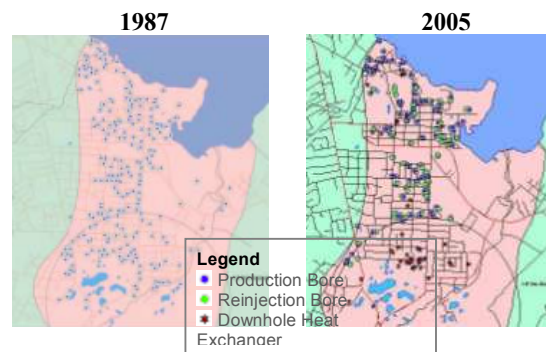 1987 2005
Legend
Production Bore
Reinjection Bore
Downhole Heat
Exchanger